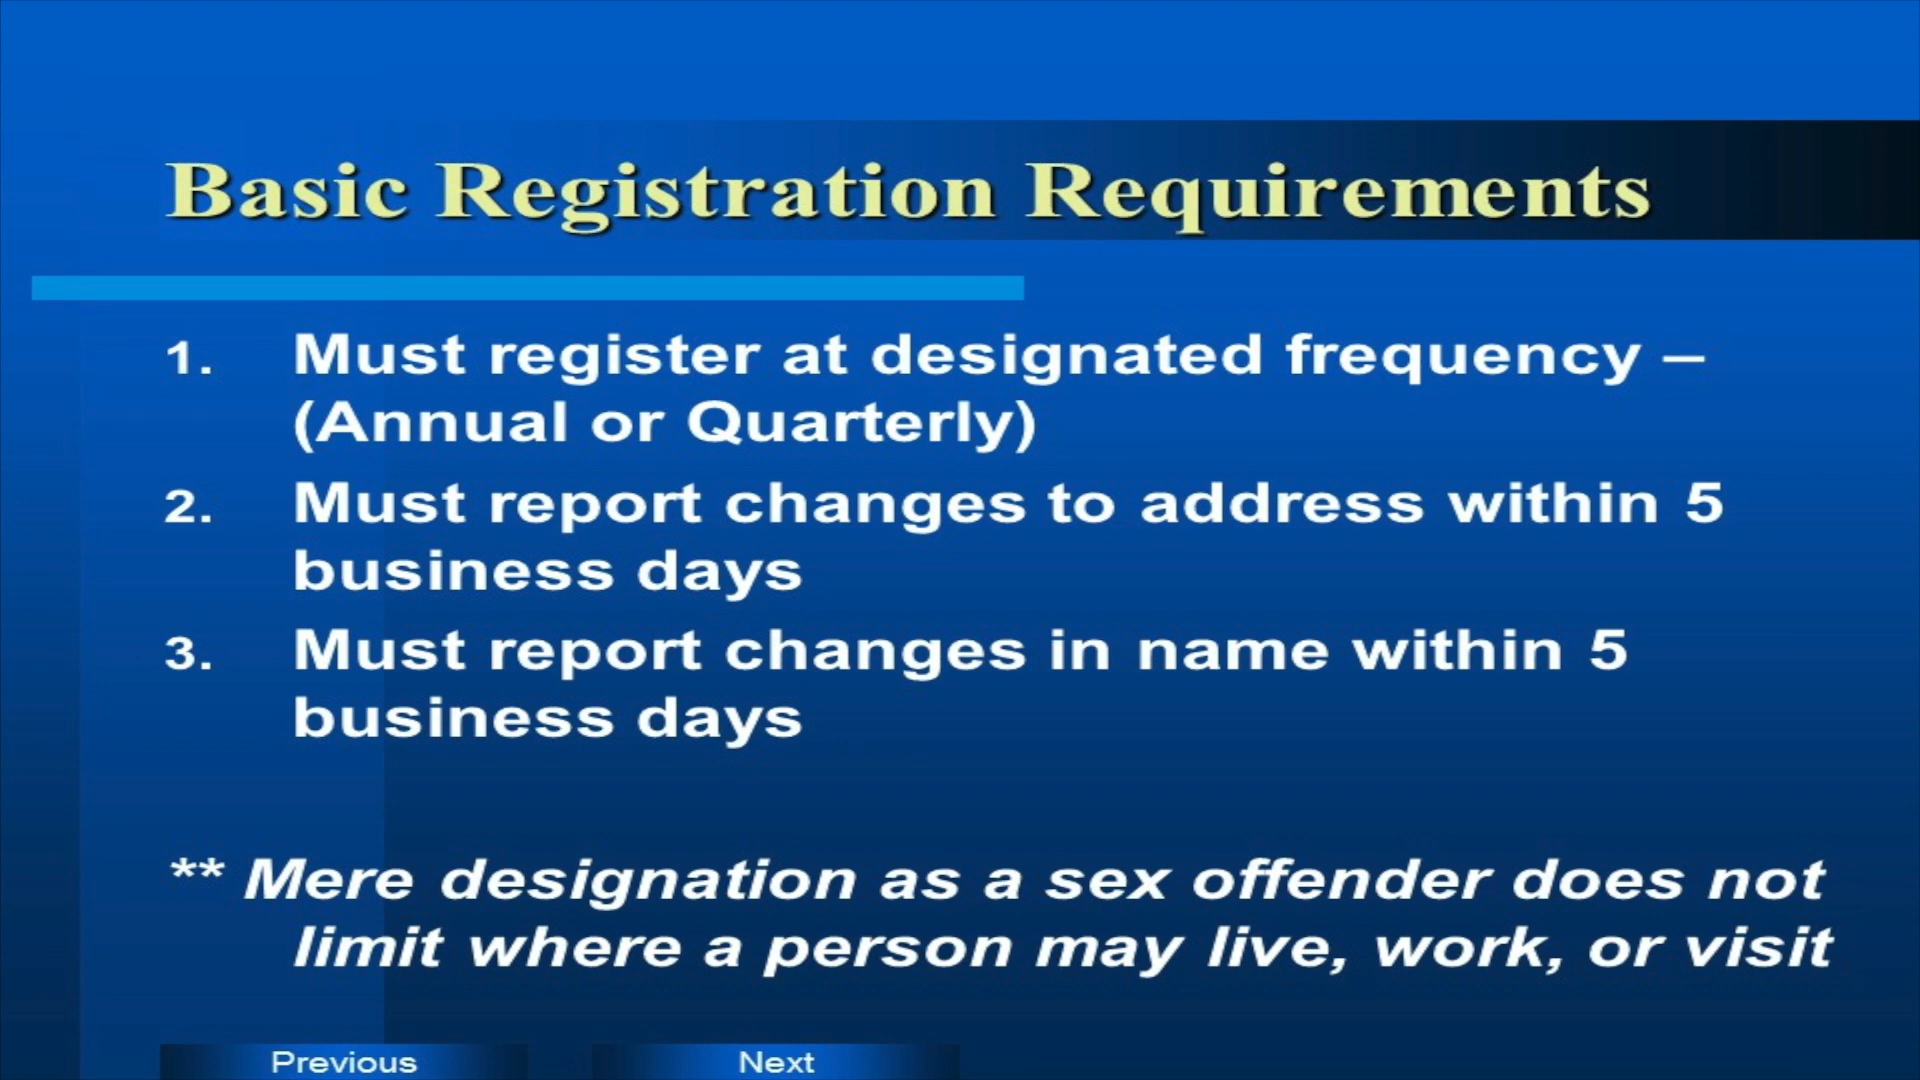 Basic Registration Requirements
1. Must register at designated frequency –
(Annual or Quarterly)
2. Must report changes to address within 5
business days
3. Must report changes in name within 5
business days
** Mere designation as a sex offender does not
limit where a person may live, work, or visit
Previous Next